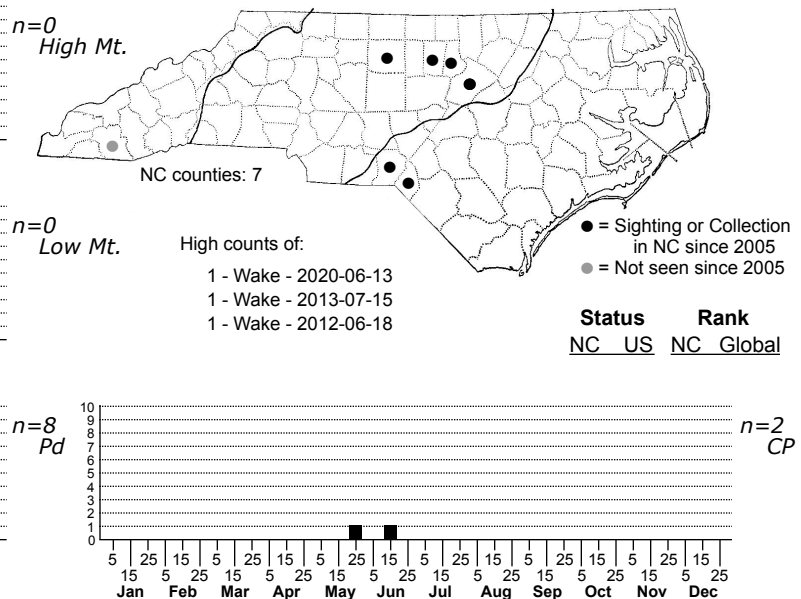 n=0
High Mt.
NC counties: 7
n=0
Low Mt.
High counts of:
1 - Wake - 2020-06-13
1 - Wake - 2013-07-15
1 - Wake - 2012-06-18
● = Sighting or Collection
in NC since 2005
● = Not seen since 2005
Status Rank
NC US NC Global
n=8
Pd
10
9
8
7
6
5
4
3
2
1
0
n=2
CP
5 25 15 5 25 15 5 25 15 5 25 15 5 25 15 5 25 15
15 5 25 15 5 25 15 5 25 15 5 25 15 5 25 15 5 25
Jan Feb Mar Apr May Jun Jul Aug Sep Oct Nov Dec